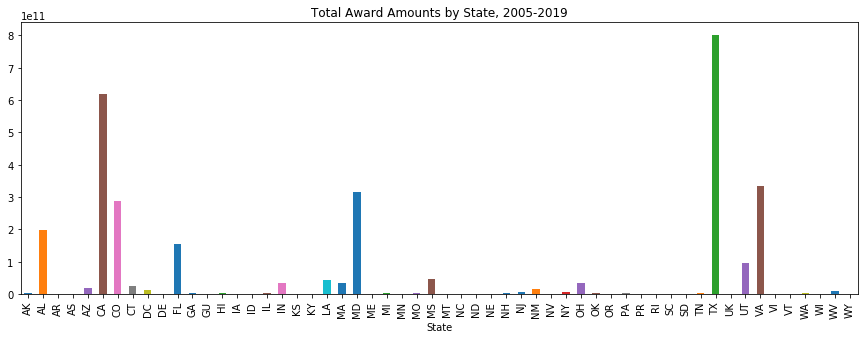 Total Award Amounts by State, 2005-2019
1e11
8
7
6
5
4
3
2
1
0
AK AL AR AS AZ CA CO CT DC DE FL GA GU HI IA ID IL IN KS KY LA MA MD ME MI MN MO MS MT NC ND NE NH NJ NM NV NY OH OK OR PA PR RI SC SD TN TX UK UT VA VI VT WA WI WV WY
State